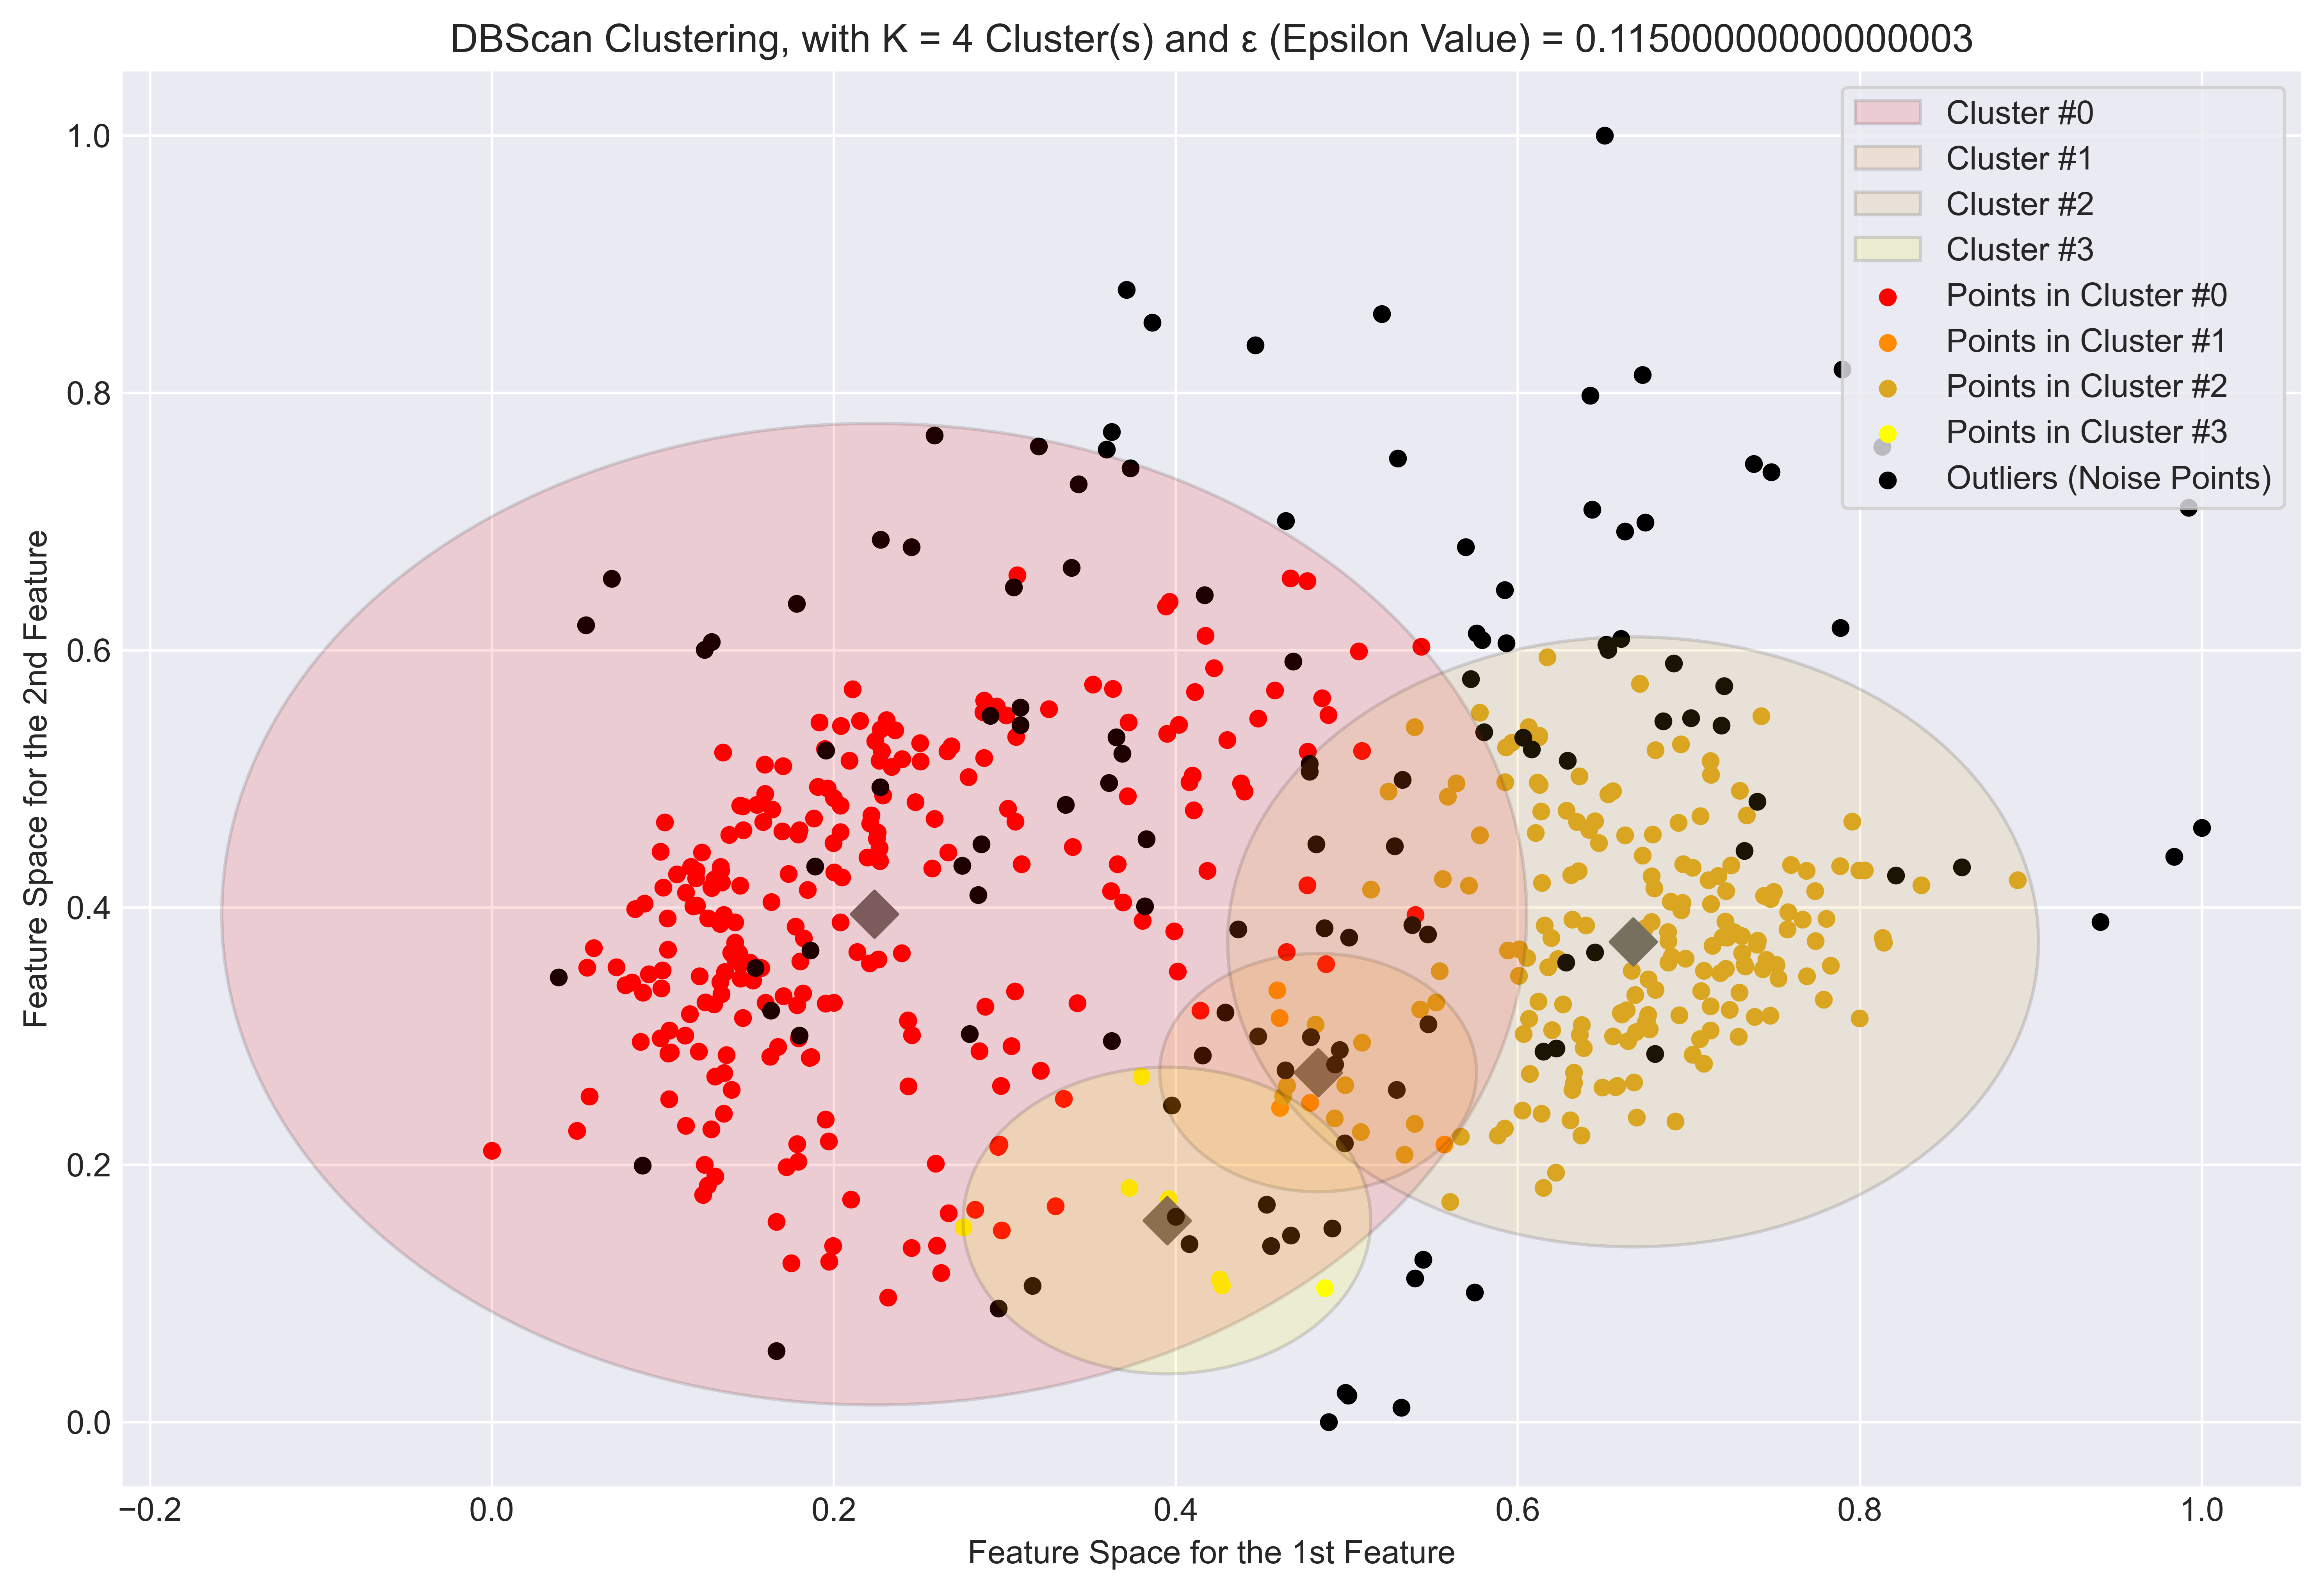 DBScan Clustering, with K = 4 Cluster(s) and ε (Epsilon Value) = 0.11500000000000003
Cluster #0
Cluster #1
Cluster #2
Cluster #3
Points in Cluster #0
Points in Cluster #1
Points in Cluster #2
Points in Cluster #3
Outliers (Noise Points)
Feature Space for the 2nd Feature
1.0
0.8
0.6
0.4
0.2
0.0
−0.2 0.0 0.2 0.4 0.6 0.8 1.0
Feature Space for the 1st Feature